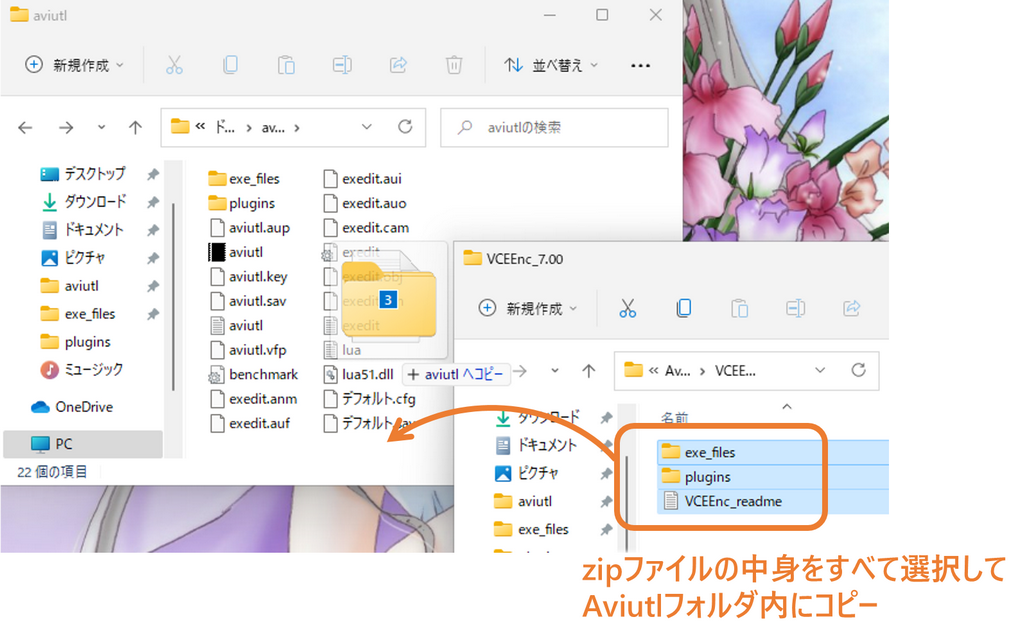 aviutl
新規作成
並べ替え
« ド... › av... ›
aviutlの検索
デスクトップ
ダウンロード
ドキュメント
ピクチャ
aviutl
exe_files
plugins
ミュージック
OneDrive
PC
22 個の項目
exe_files
plugins
aviutl.aup
aviutl
aviutl.key
aviutl.sav
aviutl
aviutl.vfp
benchmark
exedit.anm
exedit.auf
exedit.aui
exedit.auo
exedit.cam
exedit
exedit.obj
exedit
lua
lua51.dll
デフォルト.cfg
デフォルト.sav
3
+ aviutl へコピー
VCEEnc_7.00
新規作成
« Av... › VCEE...
ダウンロード
ドキュメント
ピクチャ
aviutl
exe_files
名前
exe_files
plugins
VCEEnc_readme
zipファイルの中身をすべて選択して
Aviutlフォルダ内にコピー